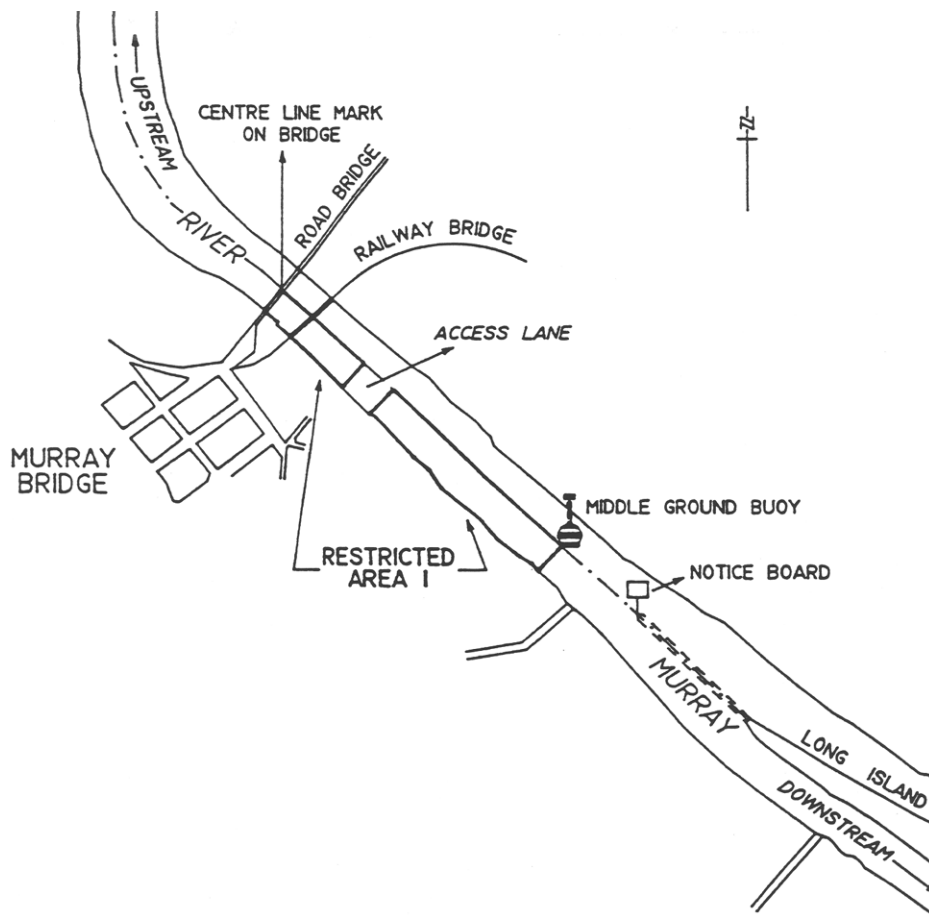 UPSTREAM
CENTRE LINE MARK
ON BRIDGE
ROAD BRIDGE
RAILWAY BRIDGE
N
RIVER
ACCESS LANE
MURRAY
BRIDGE
RESTRICTED
AREA 1
MIDDLE GROUND BUOY
NOTICE BOARD
MURRAY
LONG ISLAND
DOWNSTREAM